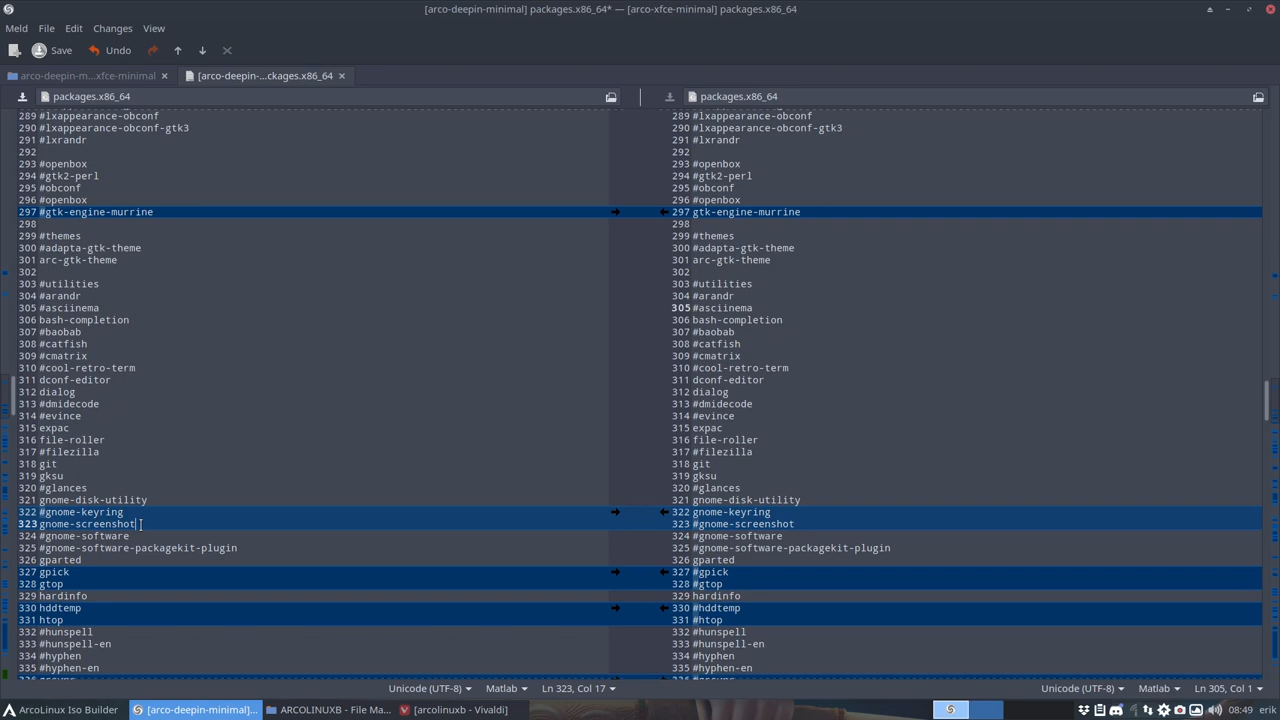 [arco-deepin-minimal] packages.x86_64* — [arco-xfce-minimal] packages.x86_64
Meld File Edit Changes View
Save Undo
arco-deepin-m...xfce-minimal [arco-deepin-...ckages.x86_64
packages.x86_64 packages.x86_64
289 #lxappearance-obconf 289 #lxappearance-obconf
290 #lxappearance-obconf-gtk3 290 #lxappearance-obconf-gtk3
291 #lxrandr 291 #lxrandr
292 292
293 #openbox 293 #openbox
294 #gtk2-perl 294 #gtk2-perl
295 #obconf 295 #obconf
296 #openbox 296 #openbox
297 #gtk-engine-murrine 297 gtk-engine-murrine
298 298
299 #themes 299 #themes
300 #adapta-gtk-theme 300 #adapta-gtk-theme
301 arc-gtk-theme 301 arc-gtk-theme
302 302
303 #utilities 303 #utilities
304 #arandr 304 #arandr
305 #asciinema 305 #asciinema
306 bash-completion 306 bash-completion
307 #baobab 307 #baobab
308 #catfish 308 #catfish
309 #cmatrix 309 #cmatrix
310 #cool-retro-term 310 #cool-retro-term
311 dconf-editor 311 dconf-editor
312 dialog 312 dialog
313 #dmidecode 313 #dmidecode
314 #evince 314 #evince
315 expac 315 expac
316 file-roller 316 file-roller
317 #filezilla 317 #filezilla
318 git 318 git
319 gksu 319 gksu
320 #glances 320 #glances
321 gnome-disk-utility 321 gnome-disk-utility
322 #gnome-keyring 322 gnome-keyring
323 gnome-screenshot 323 #gnome-screenshot
324 #gnome-software 324 #gnome-software
325 #gnome-software-packagekit-plugin 325 #gnome-software-packagekit-plugin
326 gparted 326 gparted
327 gpick 327 #gpick
328 gtop 328 #gtop
329 hardinfo 329 hardinfo
330 hddtemp 330 #hddtemp
331 htop 331 #htop
332 #hunspell 332 #hunspell
333 #hunspell-en 333 #hunspell-en
334 #hyphen 334 #hyphen
335 #hyphen-en 335 #hyphen-en
Unicode (UTF-8) Matlab Ln 323, Col 17 Unicode (UTF-8) Matlab Ln 305, Col 1
ArcoLinux Iso Builder [arco-deepin-minimal]... ARCOLINUXB - File Ma... [arcolinuxb - Vivaldi] 08:49 erik